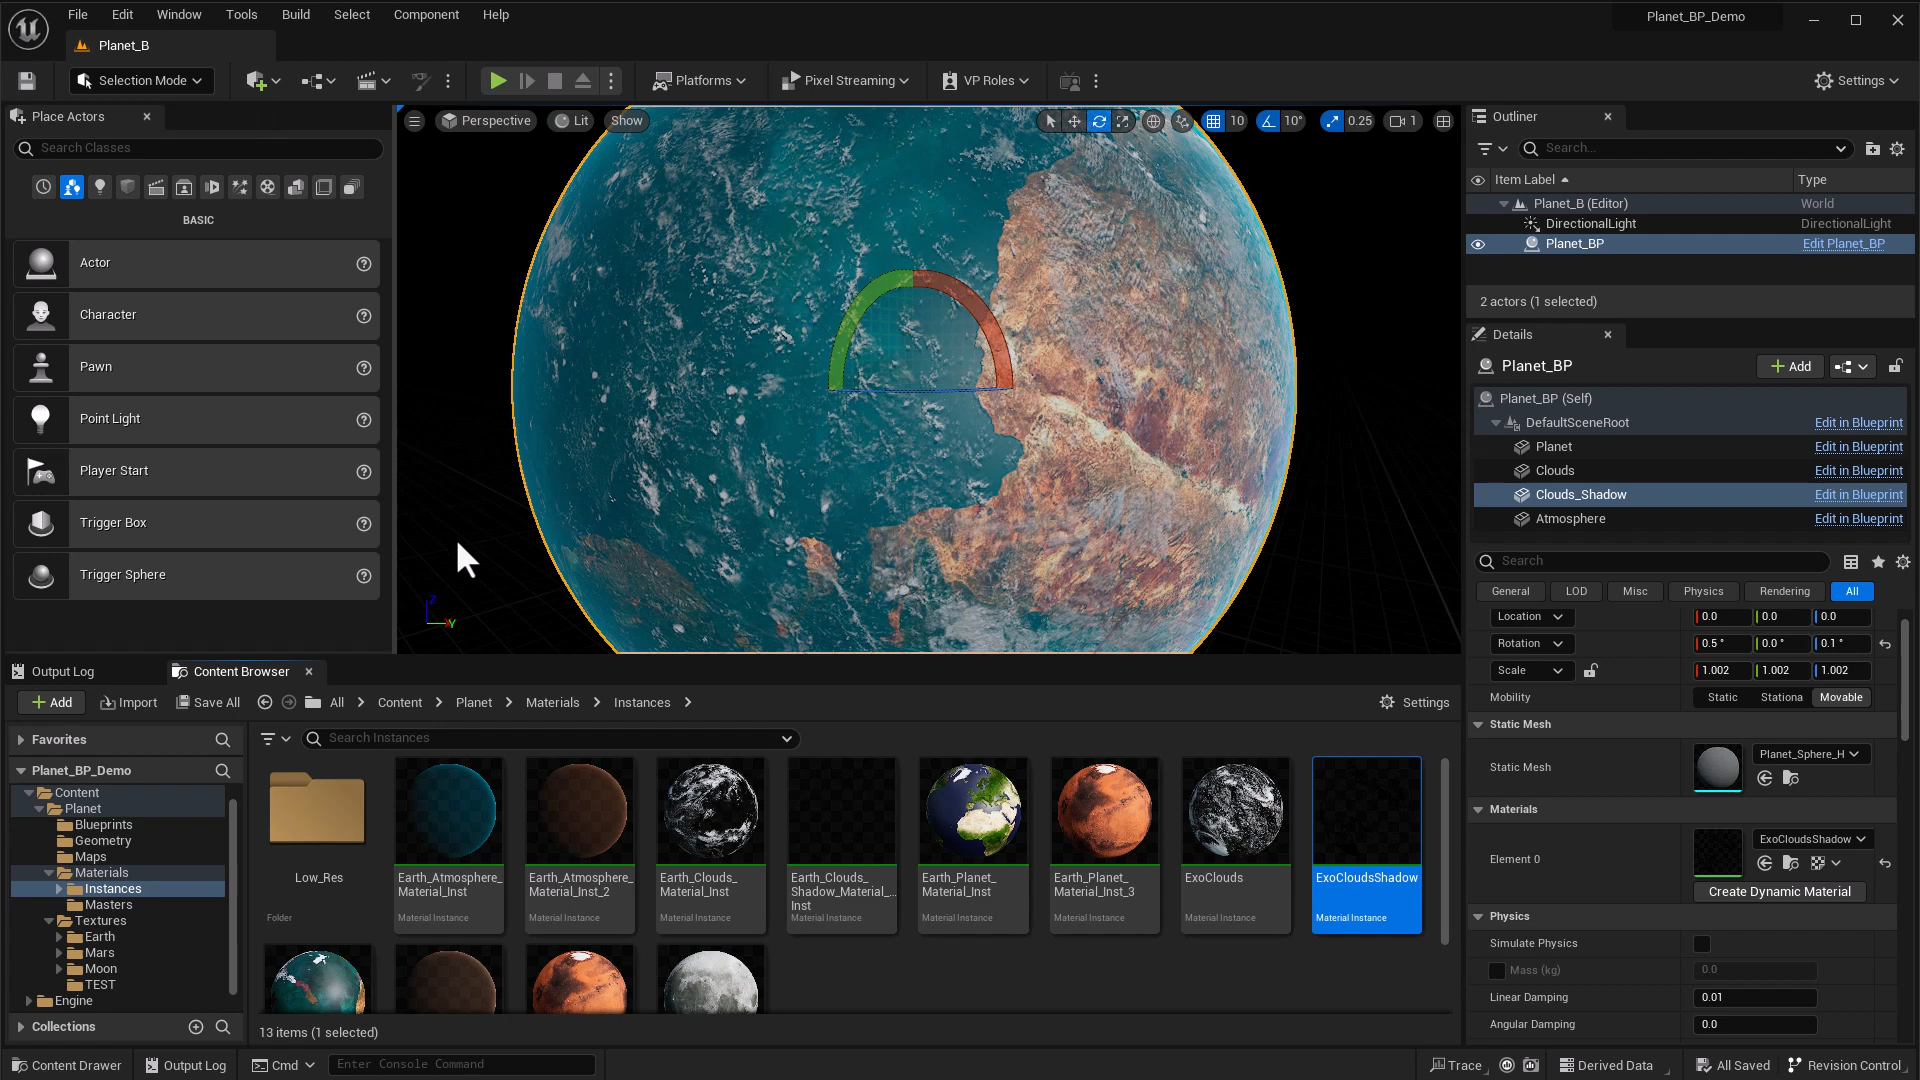 File Edit Window Tools Build Select Component Help
Planet_BP_Demo
Planet_B
Selection Mode
Platforms
Pixel Streaming
VP Roles
Settings
Place Actors
Search Classes
BASIC
Actor
Character
Pawn
Point Light
Player Start
Trigger Box
Trigger Sphere
Perspective
Lit
Show
10
10°
0.25
1
Z
Y
Outliner
Search...
Item Label
Type
Planet_B (Editor)
World
DirectionalLight
DirectionalLight
Planet_BP
Edit Planet_BP
2 actors (1 selected)
Details
Planet_BP
Add
Planet_BP (Self)
DefaultSceneRoot
Edit in Blueprint
Planet
Edit in Blueprint
Clouds
Edit in Blueprint
Clouds_Shadow
Edit in Blueprint
Atmosphere
Edit in Blueprint
Search
General
LOD
Misc
Physics
Rendering
All
Location
0.0
0.0
0.0
Rotation
0.5 °
0.0 °
0.1 °
Scale
1.002
1.002
1.002
Mobility
Static
Stationa
Movable
Static Mesh
Static Mesh
Planet_Sphere_H
Materials
Element 0
ExoCloudsShadow
Create Dynamic Material
Physics
Simulate Physics
Mass (kg)
0.0
Linear Damping
0.01
Angular Damping
0.0
Output Log
Content Browser
Add
Import
Save All
All
Content
Planet
Materials
Instances
Settings
Favorites
Planet_BP_Demo
Content
Planet
Blueprints
Geometry
Maps
Materials
Instances
Masters
Textures
Earth
Mars
Moon
TEST
Engine
Collections
Search Instances
Low_Res
Folder
Earth_Atmosphere_
Material_Inst
Material Instance
Earth_Atmosphere_
Material_Inst_2
Material Instance
Earth_Clouds_
Material_Inst
Material Instance
Earth_Clouds_
Shadow_Material_...
Inst
Material Instance
Earth_Planet_
Material_Inst
Material Instance
Earth_Planet_
Material_Inst_3
Material Instance
ExoClouds
Material Instance
ExoCloudsShadow
Material Instance
13 items (1 selected)
Content Drawer
Output Log
Cmd
Enter Console Command
Trace
Derived Data
All Saved
Revision Control